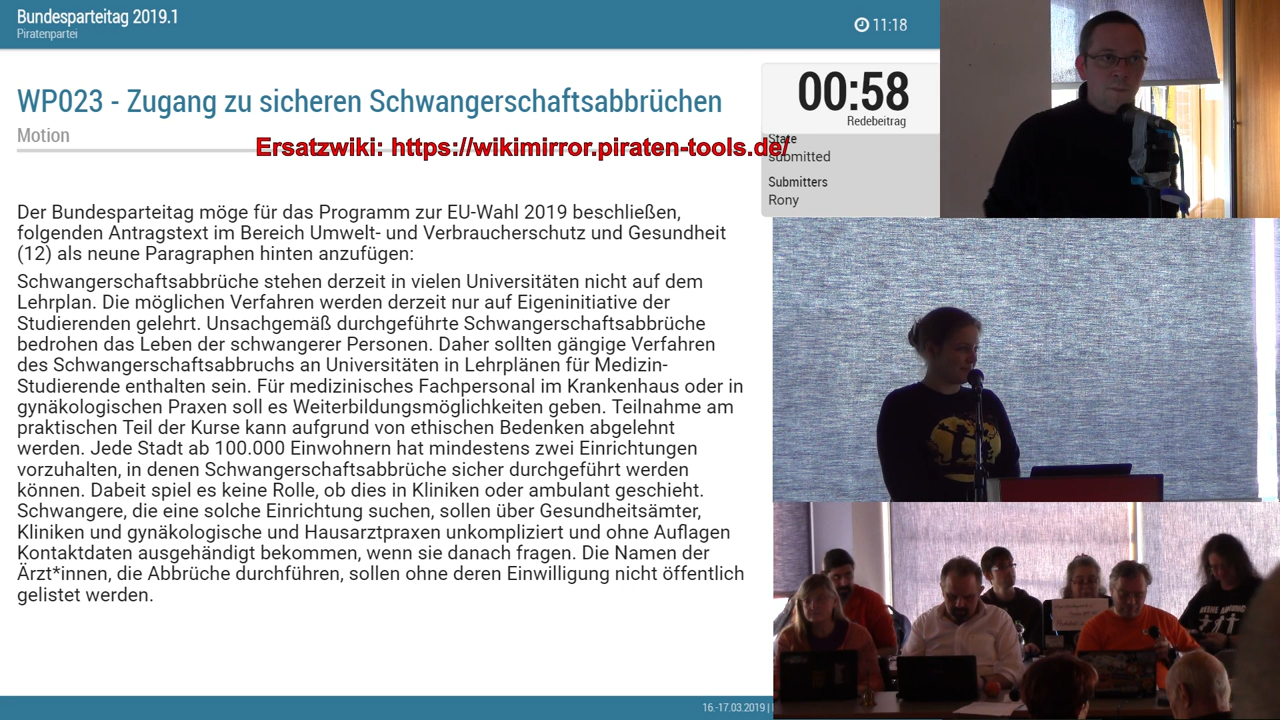 Bundesparteitag 2019.1
Piratenpartei
11:18
WP023 - Zugang zu sicheren Schwangerschaftsabbrüchen
Motion
00:58
Redebeitrag
Ersatzwiki: https://wikimirror.piraten-tools.de/
State
submitted
Submitters
Rony
Der Bundesparteitag möge für das Programm zur EU-Wahl 2019 beschließen,
folgenden Antragstext im Bereich Umwelt- und Verbraucherschutz und Gesundheit
(12) als neune Paragraphen hinten anzufügen:
Schwangerschaftsabbrüche stehen derzeit in vielen Universitäten nicht auf dem
Lehrplan. Die möglichen Verfahren werden derzeit nur auf Eigeninitiative der
Studierenden gelehrt. Unsachgemäß durchgeführte Schwangerschaftsabbrüche
bedrohen das Leben der schwangerer Personen. Daher sollten gängige Verfahren
des Schwangerschaftsabbruchs an Universitäten in Lehrplänen für Medizin-
Studierende enthalten sein. Für medizinisches Fachpersonal im Krankenhaus oder in
gynäkologischen Praxen soll es Weiterbildungsmöglichkeiten geben. Teilnahme am
praktischen Teil der Kurse kann aufgrund von ethischen Bedenken abgelehnt
werden. Jede Stadt ab 100.000 Einwohnern hat mindestens zwei Einrichtungen
vorzuhalten, in denen Schwangerschaftsabbrüche sicher durchgeführt werden
können. Dabeit spiel es keine Rolle, ob dies in Kliniken oder ambulant geschieht.
Schwangere, die eine solche Einrichtung suchen, sollen über Gesundheitsämter,
Kliniken und gynäkologische und Hausarztpraxen unkompliziert und ohne Auflagen
Kontaktdaten ausgehändigt bekommen, wenn sie danach fragen. Die Namen der
Ärzt*innen, die Abbrüche durchführen, sollen ohne deren Einwilligung nicht öffentlich
gelistet werden.
16.-17.03.2019 |